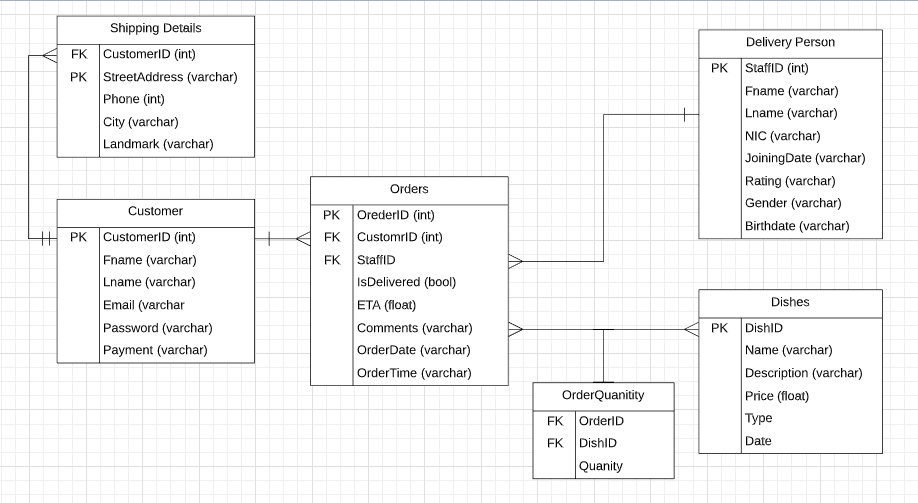 Shipping Details
FK CustomerID (int)
PK StreetAddress (varchar)
Phone (int)
City (varchar)
Landmark (varchar)
Customer
PK CustomerID (int)
Fname (varchar)
Lname (varchar)
Email (varchar
Password (varchar)
Payment (varchar)
Orders
PK OrederID (int)
FK CustomrID (int)
FK StaffID
IsDelivered (bool)
ETA (float)
Comments (varchar)
OrderDate (varchar)
OrderTime (varchar)
Delivery Person
PK StaffID (int)
Fname (varchar)
Lname (varchar)
NIC (varchar)
JoiningDate (varchar)
Rating (varchar)
Gender (varchar)
Birthdate (varchar)
Dishes
PK DishID
Name (varchar)
Description (varchar)
Price (float)
Type
Date
OrderQuanitity
FK OrderID
FK DishID
Quanity